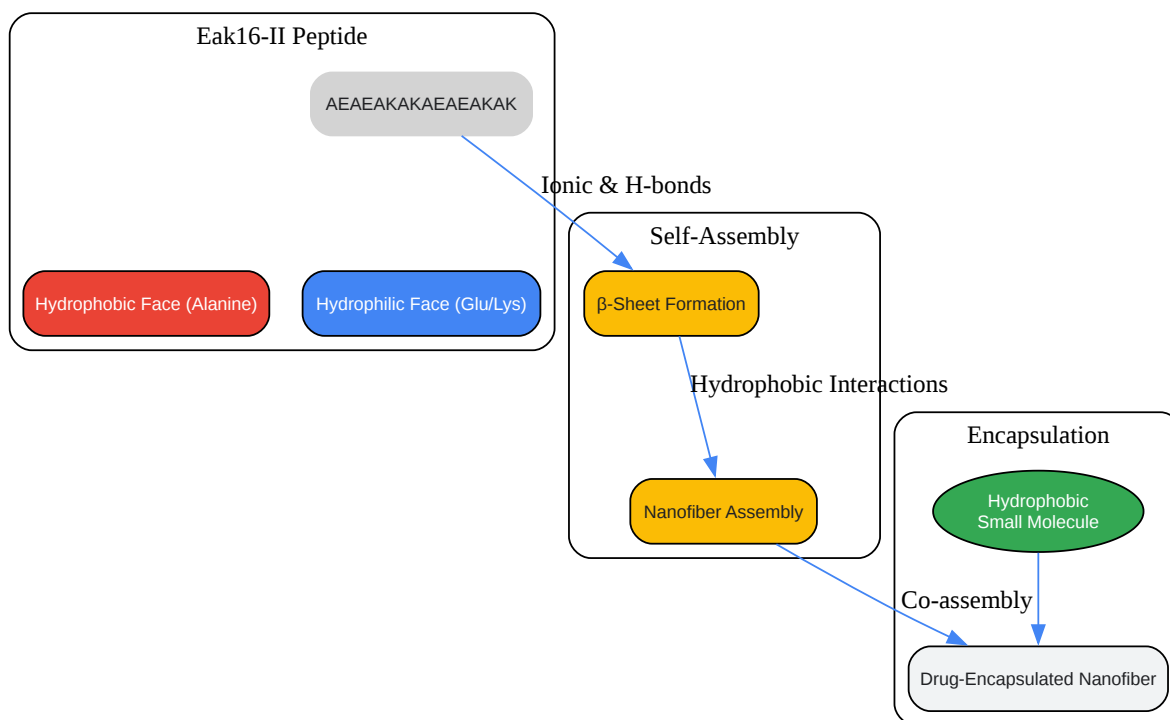 Eak16-II Peptide
AEAEAKAKAEAEAKAK
Ionic & H-bonds
Self-Assembly
Hydrophobic Face (Alanine)
Hydrophilic Face (Glu/Lys)
β-Sheet Formation
Hydrophobic Interactions
Encapsulation
Hydrophobic
Small Molecule
Nanofiber Assembly
Co-assembly
Drug-Encapsulated Nanofiber